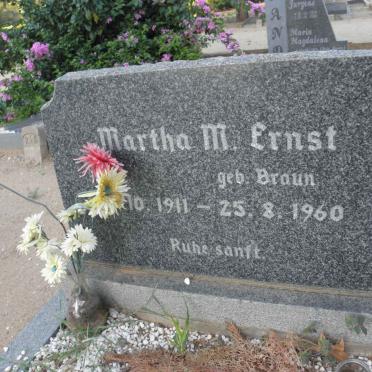 Martha M. Ernst
geb. Braun
10. 1911 – 25. 8. 1960
Ruhe sanft
Maria
Magdalena